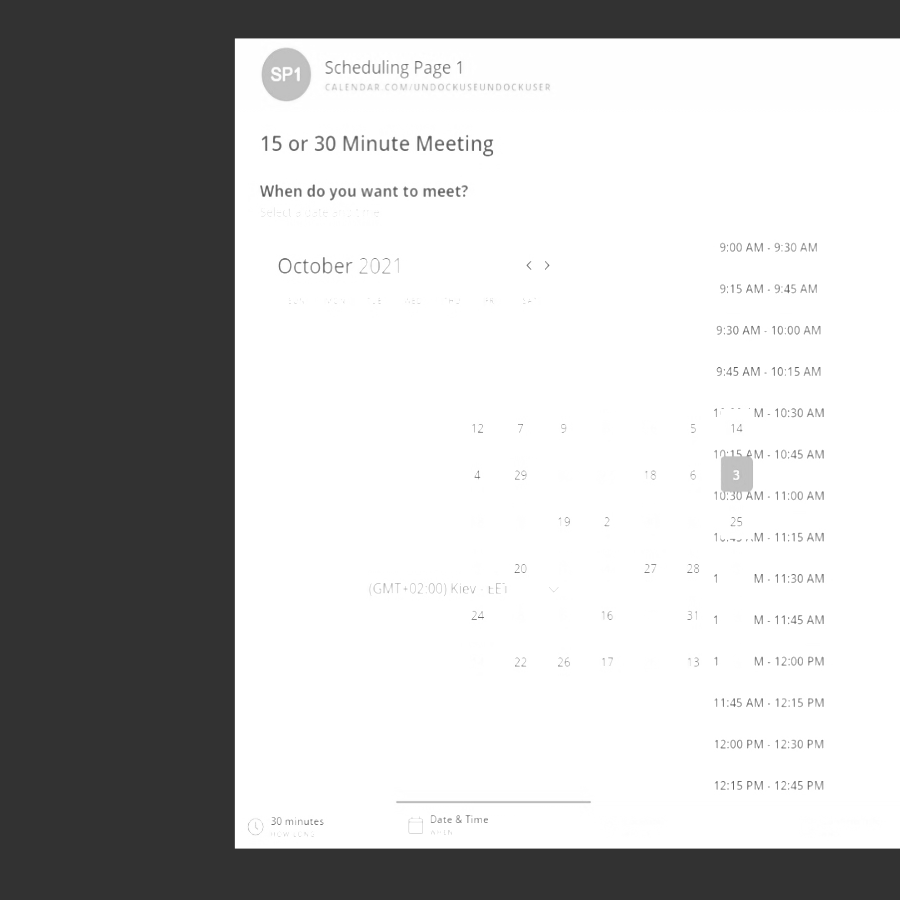 SP1
Scheduling Page 1
CALENDAR.COM/UNDOCKUSEUNDOCKUSER
15 or 30 Minute Meeting
When do you want to meet?
Select a date and time
October 2021
SUN MON TUE WED THU FRI SAT
12 7 9 5 14
4 29 18 6 3
19 2 25
20 27 28
24 16 31
22 26 17 13
(GMT+02:00) Kiev - EET
9:00 AM - 9:30 AM
9:15 AM - 9:45 AM
9:30 AM - 10:00 AM
9:45 AM - 10:15 AM
M - 10:30 AM
10:15 AM - 10:45 AM
10:30 AM - 11:00 AM
M - 11:15 AM
1 M - 11:30 AM
1 M - 11:45 AM
1 M - 12:00 PM
11:45 AM - 12:15 PM
12:00 PM - 12:30 PM
12:15 PM - 12:45 PM
30 minutes
HOW LONG
Date & Time
WHEN